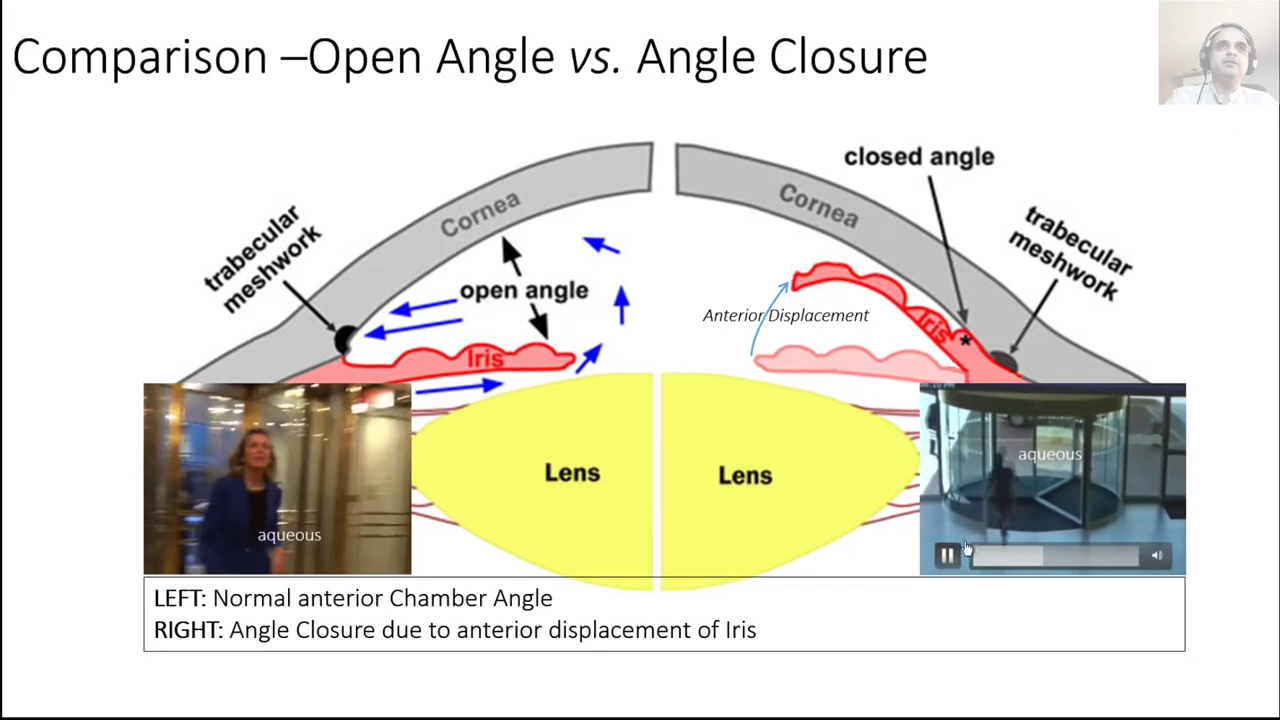 Comparison –Open Angle vs. Angle Closure
closed angle
Cornea
Cornea
trabecular
meshwork
trabecular
meshwork
open angle
Anterior Displacement
Iris
Iris
*
aqueous
aqueous
Lens
Lens
LEFT: Normal anterior Chamber Angle
RIGHT: Angle Closure due to anterior displacement of Iris